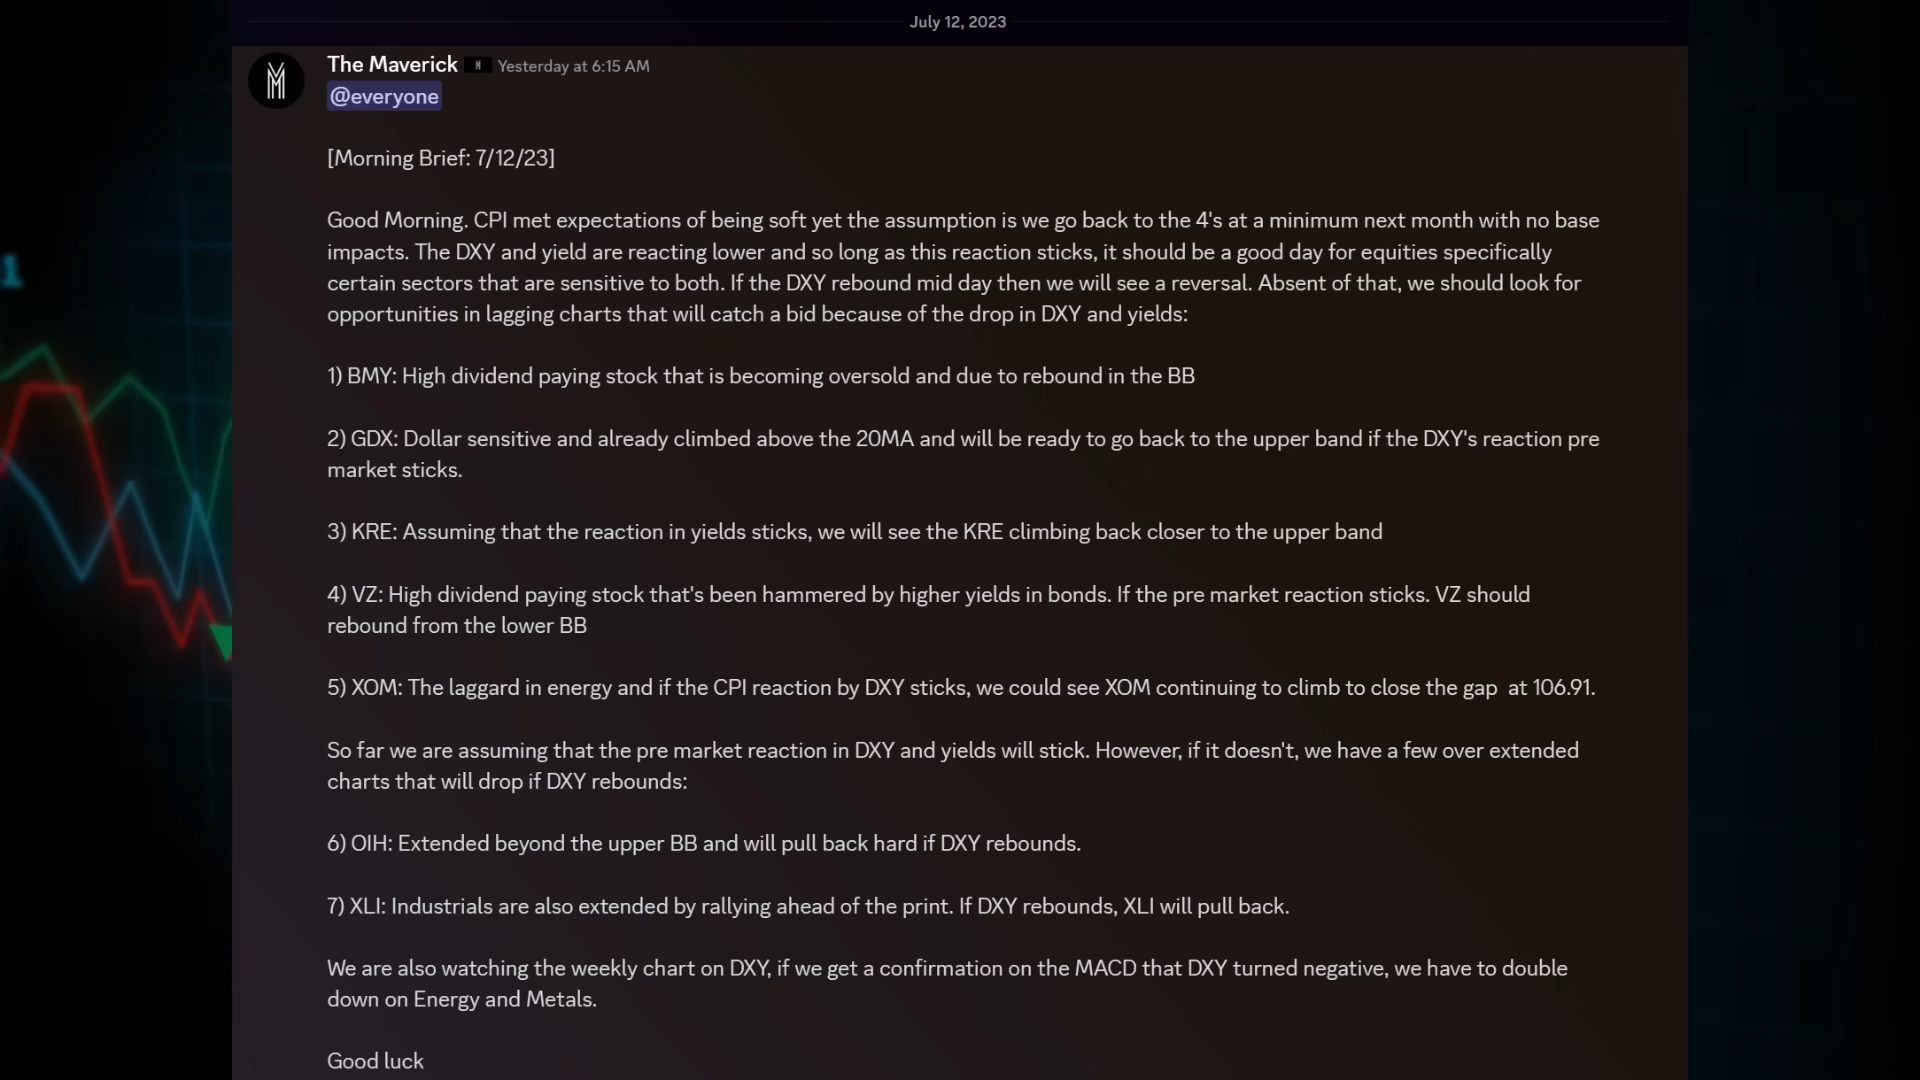 July 12, 2023
The Maverick M Yesterday at 6:15 AM
@everyone
[Morning Brief: 7/12/23]
Good Morning. CPI met expectations of being soft yet the assumption is we go back to the 4's at a minimum next month with no base
impacts. The DXY and yield are reacting lower and so long as this reaction sticks, it should be a good day for equities specifically
certain sectors that are sensitive to both. If the DXY rebound mid day then we will see a reversal. Absent of that, we should look for
opportunities in lagging charts that will catch a bid because of the drop in DXY and yields:
1) BMY: High dividend paying stock that is becoming oversold and due to rebound in the BB
2) GDX: Dollar sensitive and already climbed above the 20MA and will be ready to go back to the upper band if the DXY's reaction pre
market sticks.
3) KRE: Assuming that the reaction in yields sticks, we will see the KRE climbing back closer to the upper band
4) VZ: High dividend paying stock that's been hammered by higher yields in bonds. If the pre market reaction sticks. VZ should
rebound from the lower BB
5) XOM: The laggard in energy and if the CPI reaction by DXY sticks, we could see XOM continuing to climb to close the gap  at 106.91.
So far we are assuming that the pre market reaction in DXY and yields will stick. However, if it doesn't, we have a few over extended
charts that will drop if DXY rebounds:
6) OIH: Extended beyond the upper BB and will pull back hard if DXY rebounds.
7) XLI: Industrials are also extended by rallying ahead of the print. If DXY rebounds, XLI will pull back.
We are also watching the weekly chart on DXY, if we get a confirmation on the MACD that DXY turned negative, we have to double
down on Energy and Metals.
Good luck
1